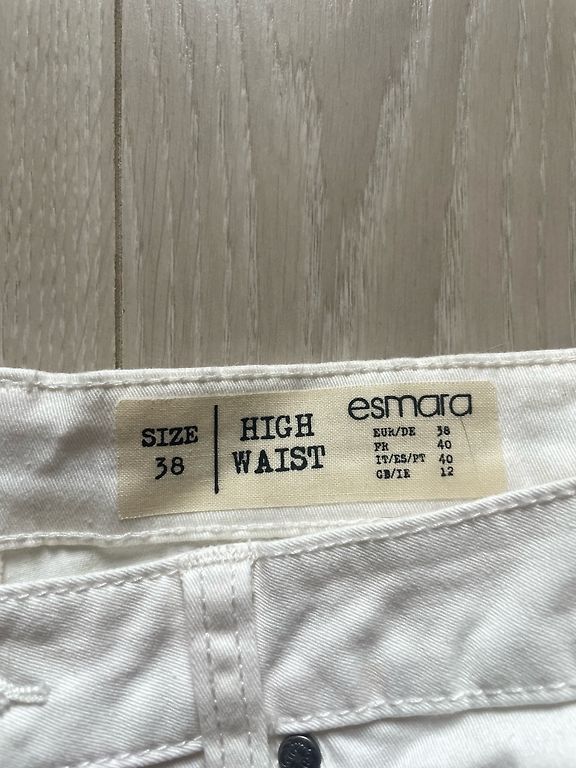 SIZE
38
HIGH
WAIST
esmara
EUR/DE 38
FR 40
IT/ES/PT 40
GB/IE 12